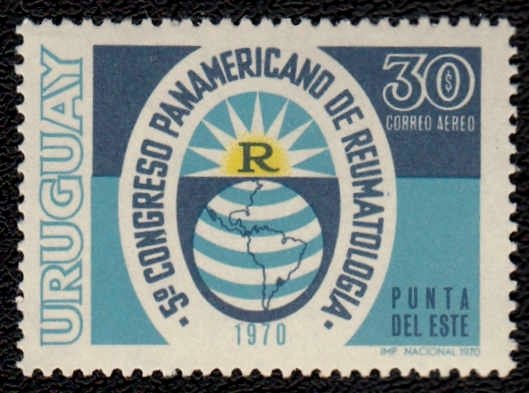 URUGUAY
5º CONGRESO PANAMERICANO DE REUMATOLOGIA
R
1970
30
$
CORREO AEREO
PUNTA
DEL ESTE
IMP. NACIONAL 1970